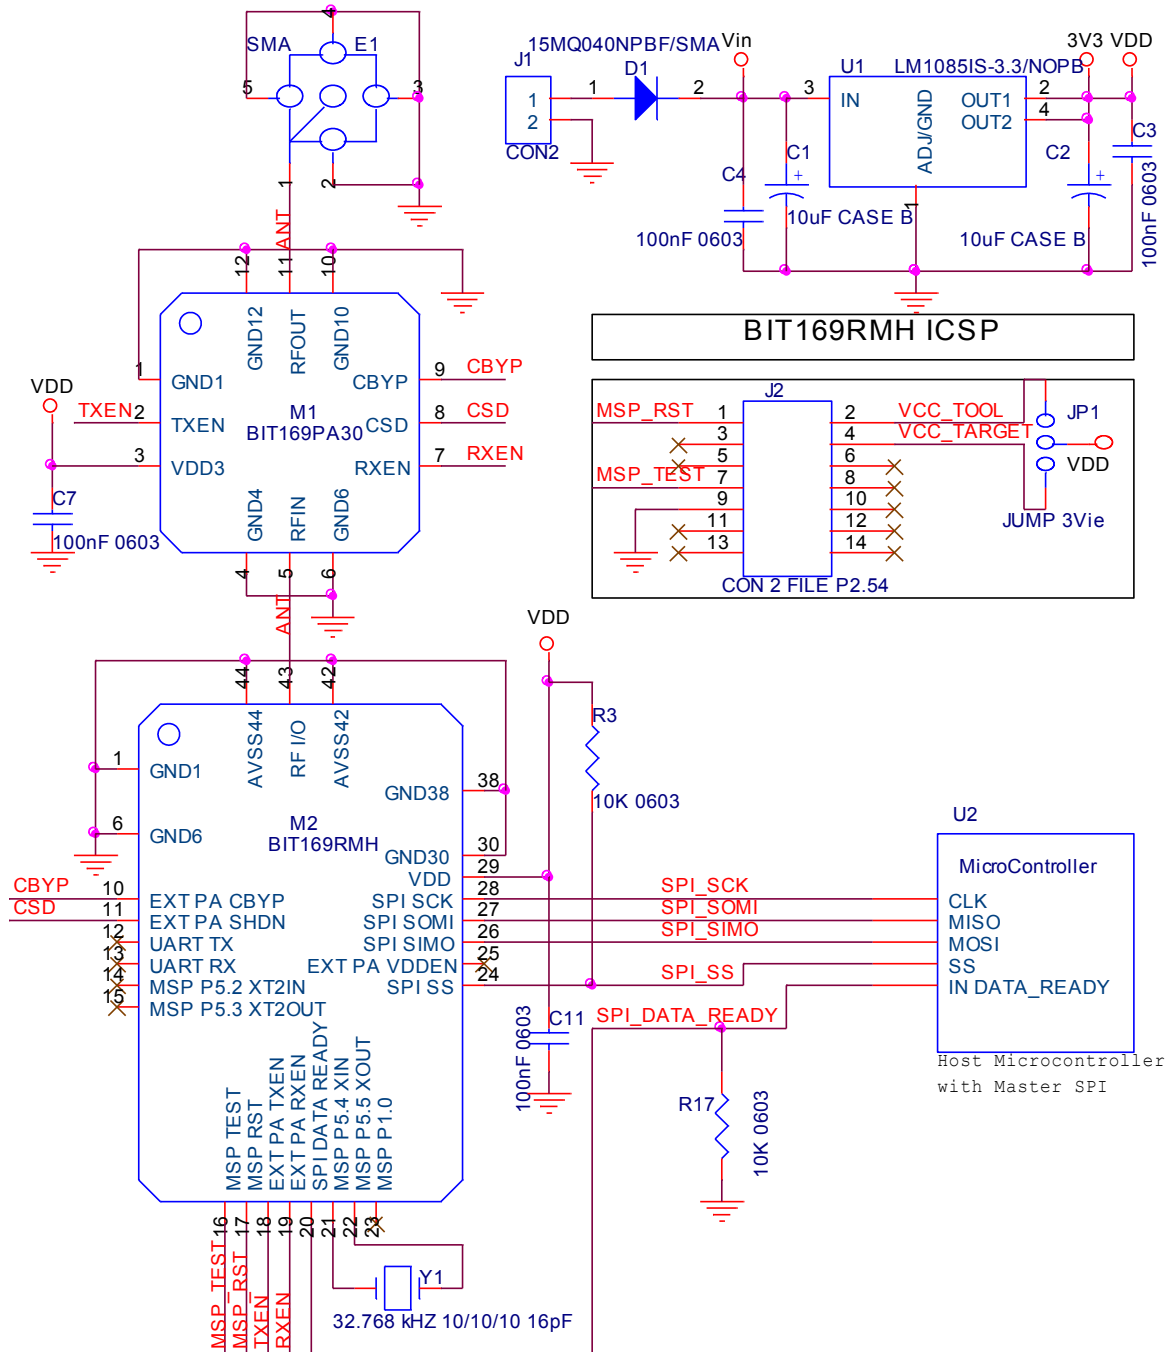 4
SMA
E1
5
3
1
2
ANT
15MQ040NPBF/SMA
Vin
J1
D1
1
2
1
2
CON2
C4
100nF 0603
C1
10uF CASE B
+
U1
LM1085IS-3.3/NOPB
3
IN
OUT1
OUT2
ADJ/GND
2
4
1
3V3
VDD
C2
+
10uF CASE B
C3
100nF 0603
12
11
10
GND12
RFOUT
GND10
1
GND1
CBYP
9
CBYP
VDD
TXEN
2
TXEN
M1
BIT169PA30
CSD
8
CSD
3
VDD3
RXEN
7
RXEN
C7
100nF 0603
GND4
RFIN
GND6
4
5
6
ANT
BIT169RMH ICSP
J2
MSP_RST
1
3
5
MSP_TEST
7
9
11
13
2
VCC_TOOL
4
VCC_TARGET
6
8
10
12
14
JP1
VDD
JUMP 3Vie
CON 2 FILE P2.54
VDD
44
43
42
AVSS44
RF I/O
AVSS42
1
GND1
GND38
38
6
GND6
M2
BIT169RMH
GND30
30
VDD
29
CBYP
10
EXT PA CBYP
SPI SCK
28
CSD
11
EXT PA SHDN
SPI SOMI
27
12
UART TX
SPI SIMO
26
13
UART RX
EXT PA VDDEN
25
14
MSP P5.2 XT2IN
SPI SS
24
15
MSP P5.3 XT2OUT
R3
10K 0603
SPI_SCK
SPI_SOMI
SPI_SIMO
SPI_SS
SPI_DATA_READY
U2
MicroController
CLK
MISO
MOSI
SS
IN DATA_READY
Host Microcontroller
with Master SPI
C11
100nF 0603
R17
10K 0603
MSP TEST
MSP RST
EXT PA TXEN
EXT PA RXEN
SPI DATA READY
MSP P5.4 XIN
MSP P5.5 XOUT
MSP P1.0
16
17
18
19
20
21
22
23
MSP_TEST
MSP_RST
TXEN
RXEN
Y1
32.768 kHZ 10/10/10 16pF